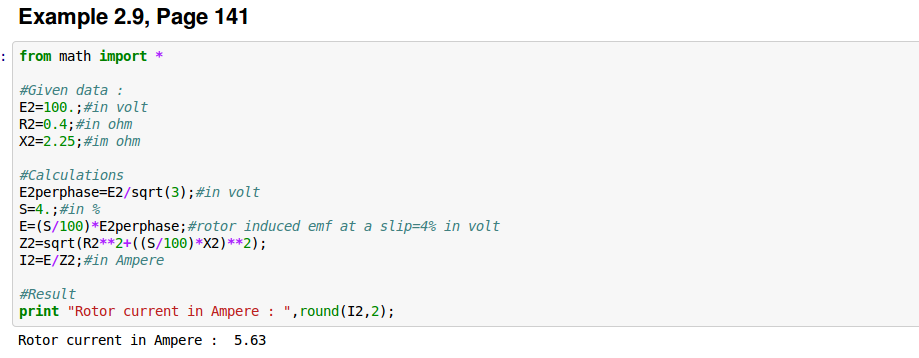 Example 2.9, Page 141
:
from math import *
#Given data :
E2=100.;#in volt
R2=0.4;#in ohm
X2=2.25;#im ohm
#Calculations
E2perphase=E2/sqrt(3);#in volt
S=4.;#in %
E=(S/100)*E2perphase;#rotor induced emf at a slip=4% in volt
Z2=sqrt(R2**2+((S/100)*X2)**2);
I2=E/Z2;#in Ampere
#Result
print "Rotor current in Ampere : ",round(I2,2);
Rotor current in Ampere :  5.63